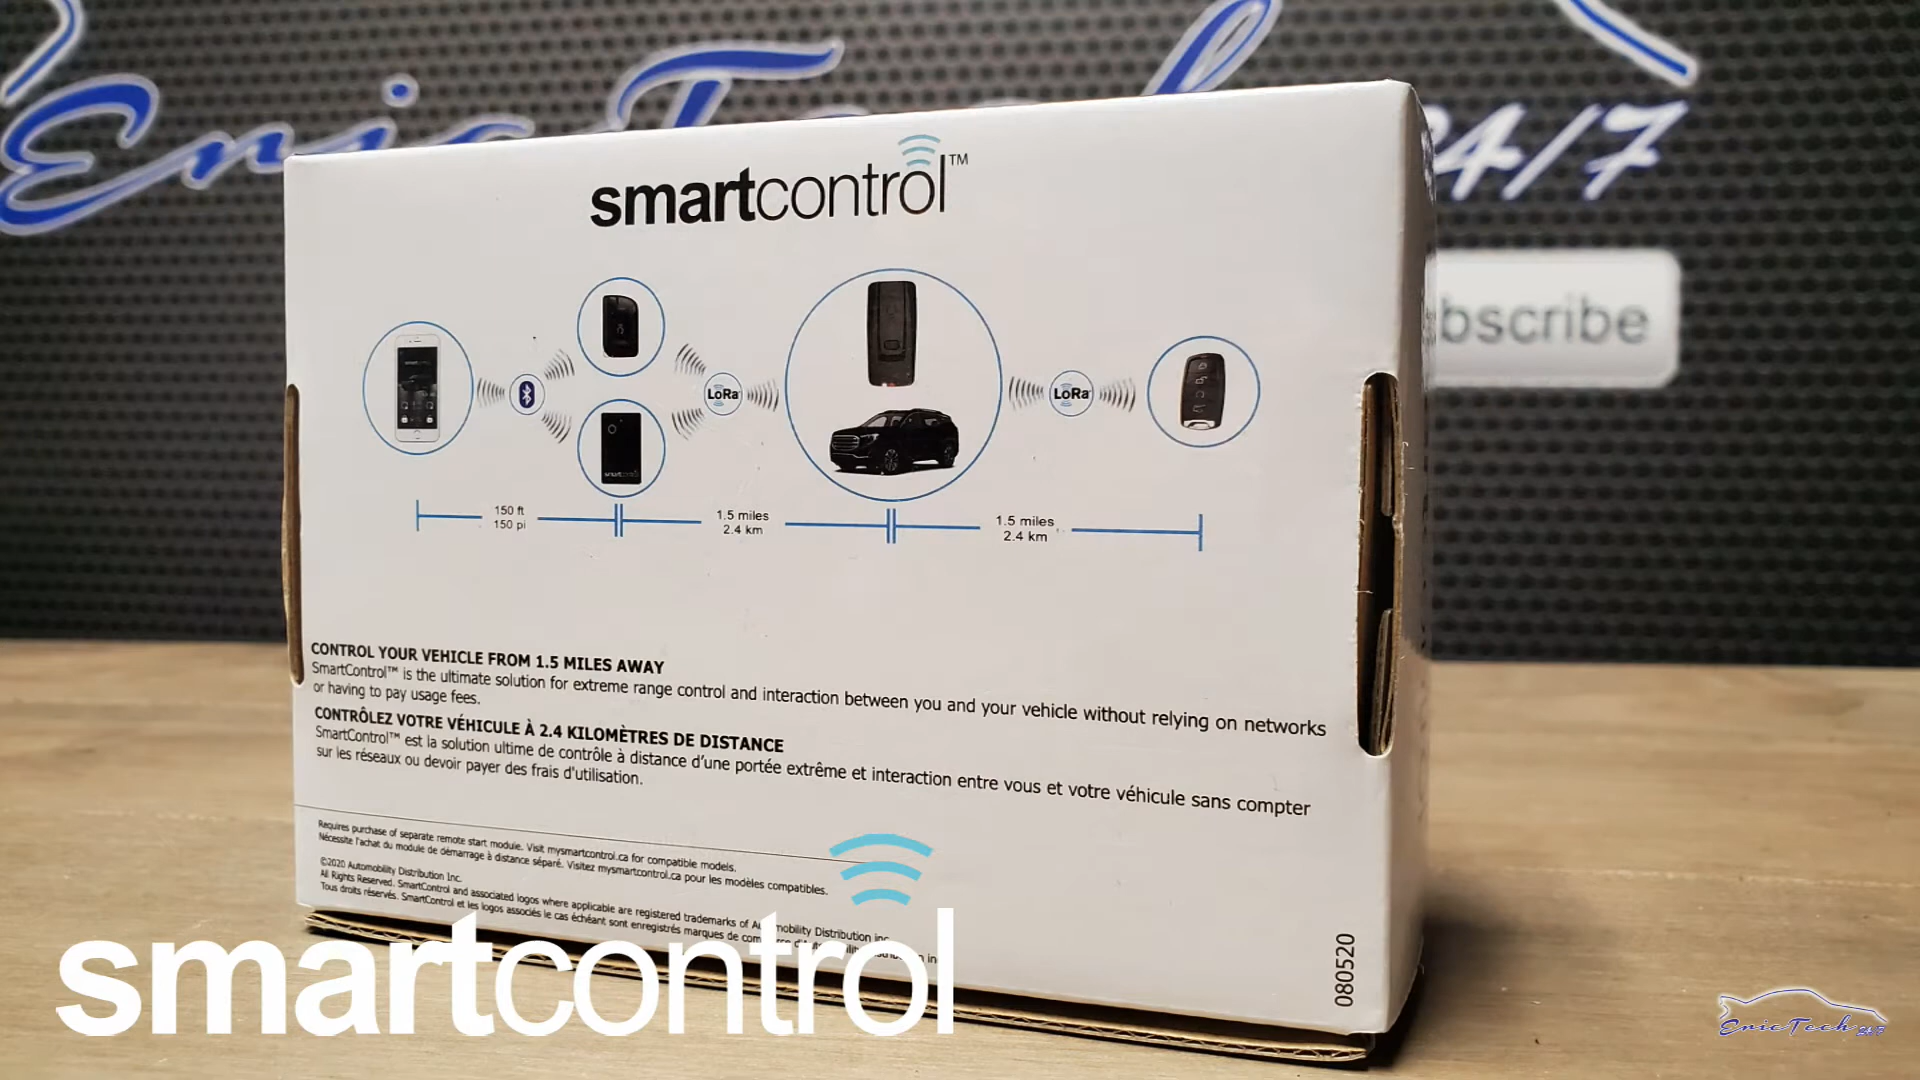 EricTech 24/7
bscribe
smartcontrol™
LoRa
LoRa
150 ft
150 pi
1.5 miles
2.4 km
1.5 miles
2.4 km
CONTROL YOUR VEHICLE FROM 1.5 MILES AWAY
SmartControl™ is the ultimate solution for extreme range control and interaction between you and your vehicle without relying on networks
or having to pay usage fees.
CONTRÔLEZ VOTRE VÉHICULE À 2.4 KILOMÈTRES DE DISTANCE
SmartControl™ est la solution ultime de contrôle à distance d'une portée extrême et interaction entre vous et votre véhicule sans compter
sur les réseaux ou devoir payer des frais d'utilisation.
Requires purchase of separate remote start module. Visit mysmartcontrol.ca for compatible models.
Nécessite l'achat du module de démarrage à distance séparé. Visitez mysmartcontrol.ca pour les modèles compatibles.
©2020 Automobility Distribution Inc.
All Rights Reserved. SmartControl and associated logos where applicable are registered trademarks of Distribution inc
Tous droits réservés. SmartControl et les logos associés le cas échéant sont enregistrés marques de
080520
smartcontrol
EricTech 24/7